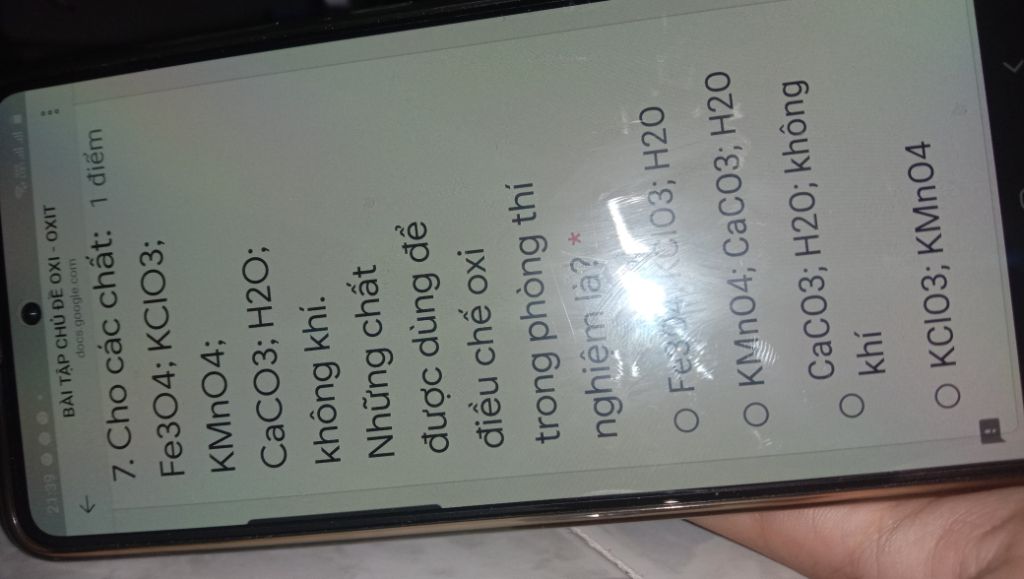 21:39
BÀI TẬP CHỦ ĐỀ OXI - OXIT
docs.google.com
7. Cho các chất: 1 điểm
Fe3O4; KClO3;
KMnO4;
CaCO3; H2O;
không khí.
Những chất
được dùng để
điều chế oxi
trong phòng thí
nghiệm là? *
Fe3O4; KClO3; H2O
KMnO4; CaCO3; H2O
CaCO3; H2O; không
khí
KClO3; KMnO4